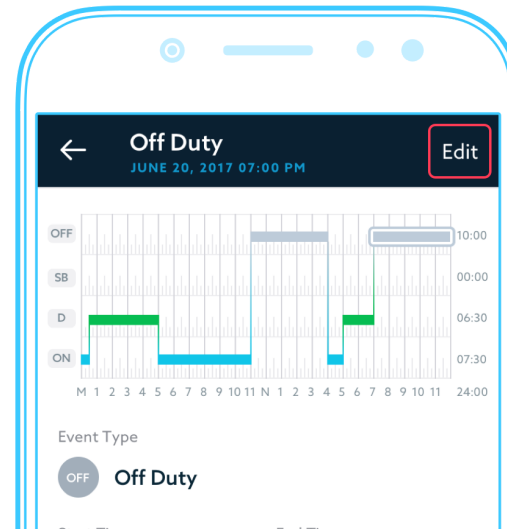 Off Duty
Edit
JUNE 20, 2017 07:00 PM
OFF 10:00
SB 00:00
D 06:30
ON 07:30
M 1 2 3 4 5 6 7 8 9 10 11 N 1 2 3 4 5 6 7 8 9 10 11 24:00
Event Type
OFF Off Duty